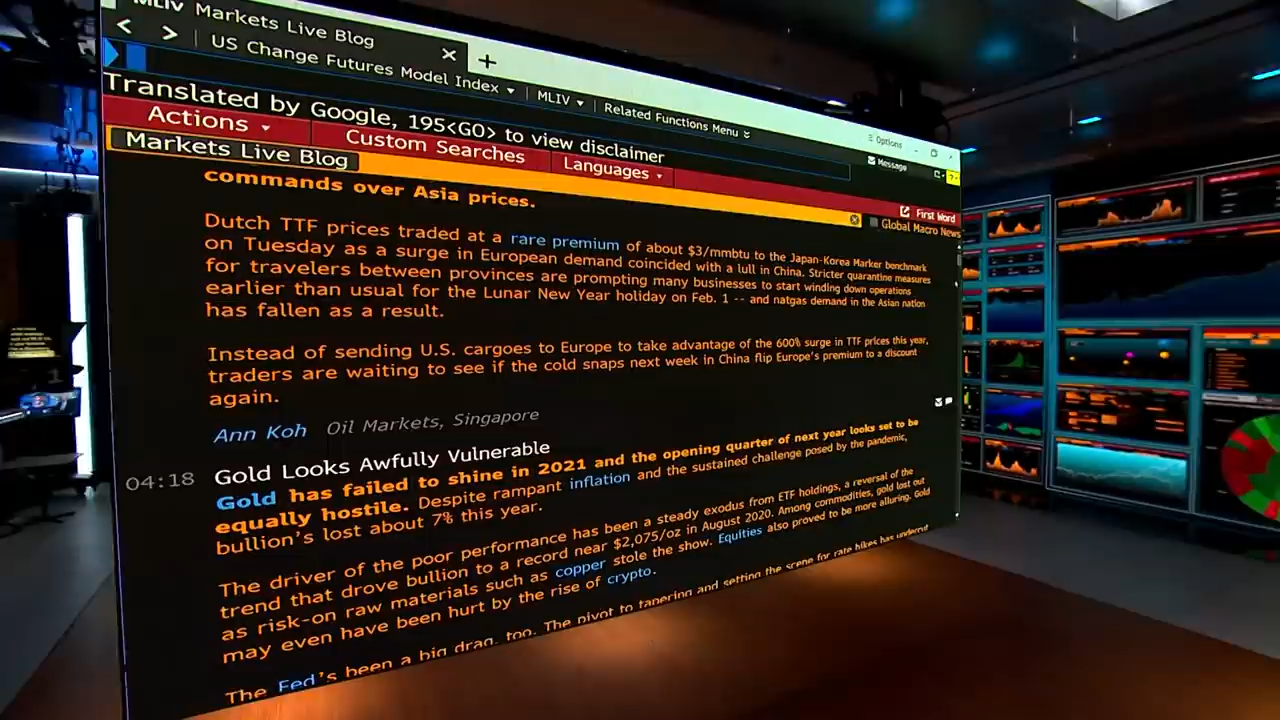 MLIV Markets Live Blog
US Change Futures Model Index
MLIV
Related Functions Menu
Options
Translated by Google, 195<GO> to view disclaimer
Message
Actions
Custom Searches
Languages
First Word
Markets Live Blog
Global Macro News
commands over Asia prices.
Dutch TTF prices traded at a rare premium of about $3/mmbtu to the Japan-Korea Marker benchmark
on Tuesday as a surge in European demand coincided with a lull in China. Stricter quarantine measures
for travelers between provinces are prompting many businesses to start winding down operations
earlier than usual for the Lunar New Year holiday on Feb. 1 -- and natgas demand in the Asian nation
has fallen as a result.
Instead of sending U.S. cargoes to Europe to take advantage of the 600% surge in TTF prices this year,
traders are waiting to see if the cold snaps next week in China flip Europe's premium to a discount
again.
Ann Koh Oil Markets, Singapore
04:18 Gold Looks Awfully Vulnerable
Gold has failed to shine in 2021 and the opening quarter of next year looks set to be
equally hostile. Despite rampant inflation and the sustained challenge posed by the pandemic,
bullion's lost about 7% this year.
The driver of the poor performance has been a steady exodus from ETF holdings, a reversal of the
trend that drove bullion to a record near $2,075/oz in August 2020. Among commodities, gold lost out
as risk-on raw materials such as copper stole the show. Equities also proved to be more alluring. Gold
may even have been hurt by the rise of crypto.
The Fed's been a big drag, too. The pivot to tapering and setting the scene for rate hikes has undercut